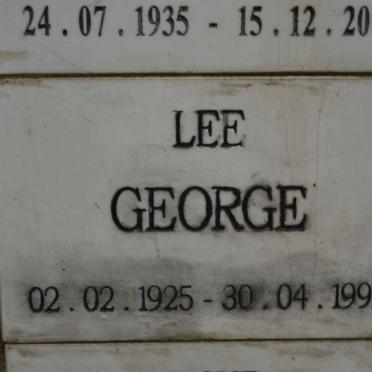 24.07.1935 - 15.12.20
LEE
GEORGE
02.02.1925 - 30.04.199